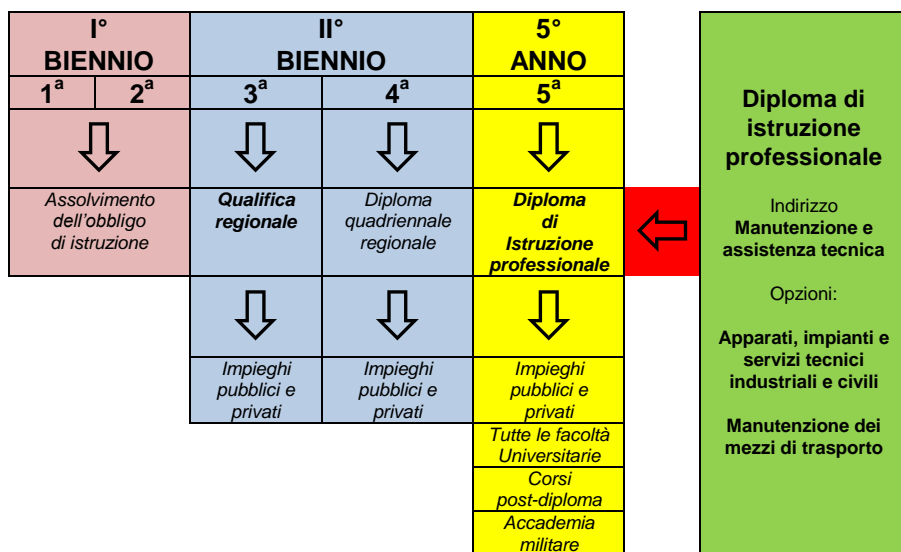 I°
BIENNIO
II°
BIENNIO
5°
ANNO
1ª
2ª
3ª
4ª
5ª
Assolvimento
dell'obbligo
di istruzione
Qualifica
regionale
Diploma
quadriennale
regionale
Diploma
di
Istruzione
professionale
Impieghi
pubblici e
privati
Impieghi
pubblici e
privati
Impieghi
pubblici e
privati
Tutte le facoltà
Universitarie
Corsi
post-diploma
Accademia
militare
Diploma di
istruzione
professionale
Indirizzo
Manutenzione e
assistenza tecnica
Opzioni:
Apparati, impianti e
servizi tecnici
industriali e civili
Manutenzione dei
mezzi di trasporto